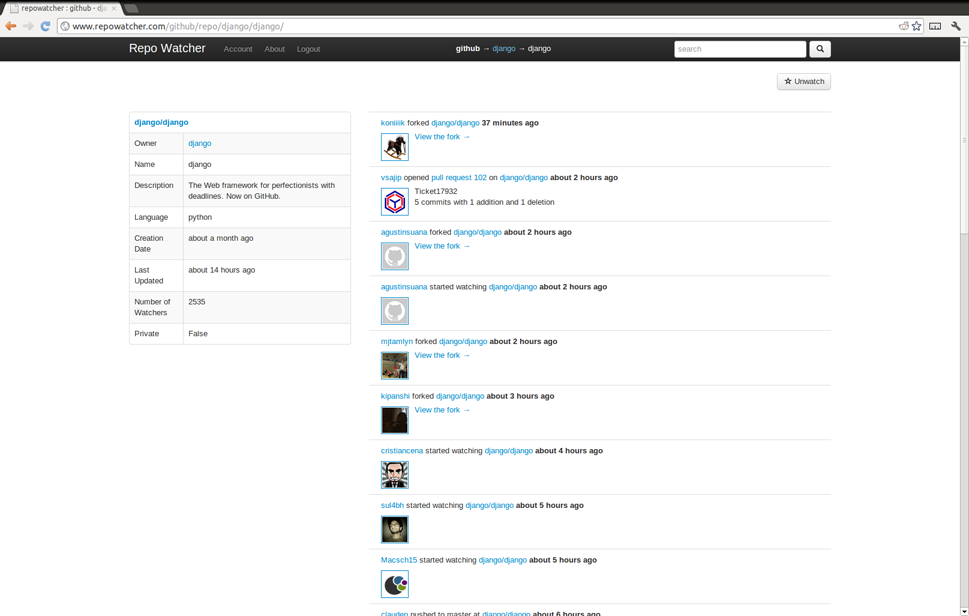 repowatcher : github - dj
www.repowatcher.com/github/repo/django/django/
Repo Watcher
Account
About
Logout
github → django → django
search
Unwatch
django/django
Owner
django
Name
django
Description
The Web framework for perfectionists with
deadlines. Now on GitHub.
Language
python
Creation
Date
about a month ago
Last
Updated
about 14 hours ago
Number of
Watchers
2535
Private
False
koniiiik forked django/django 37 minutes ago
View the fork →
vsajip opened pull request 102 on django/django about 2 hours ago
Ticket17932
5 commits with 1 addition and 1 deletion
agustinsuana forked django/django about 2 hours ago
View the fork →
agustinsuana started watching django/django about 2 hours ago
mjtamlyn forked django/django about 2 hours ago
View the fork →
kipanshi forked django/django about 3 hours ago
View the fork →
cristiancena started watching django/django about 4 hours ago
sul4bh started watching django/django about 5 hours ago
Macsch15 started watching django/django about 5 hours ago
clauden pushed to master at django/django about 6 hours ago